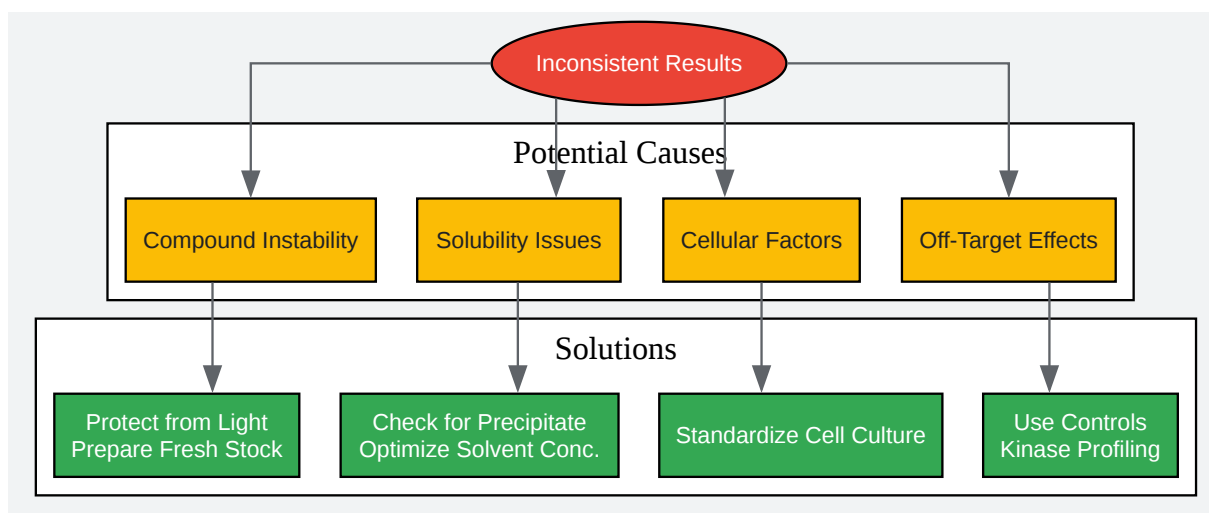 Inconsistent Results
Potential Causes
Compound Instability
Solubility Issues
Cellular Factors
Off-Target Effects
Solutions
Protect from Light
Prepare Fresh Stock
Check for Precipitate
Optimize Solvent Conc.
Standardize Cell Culture
Use Controls
Kinase Profiling